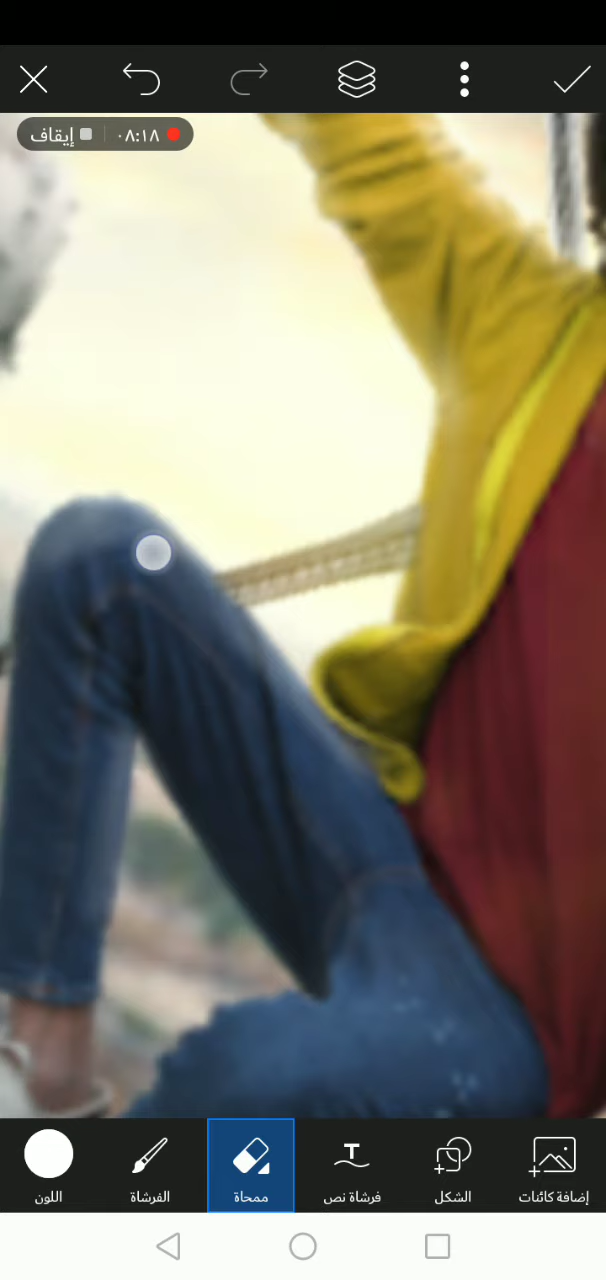 ٠٨:١٨ إيقاف
اللون
الفرشاة
ممحاة
فرشاة نص
الشكل
إضافة كائنات